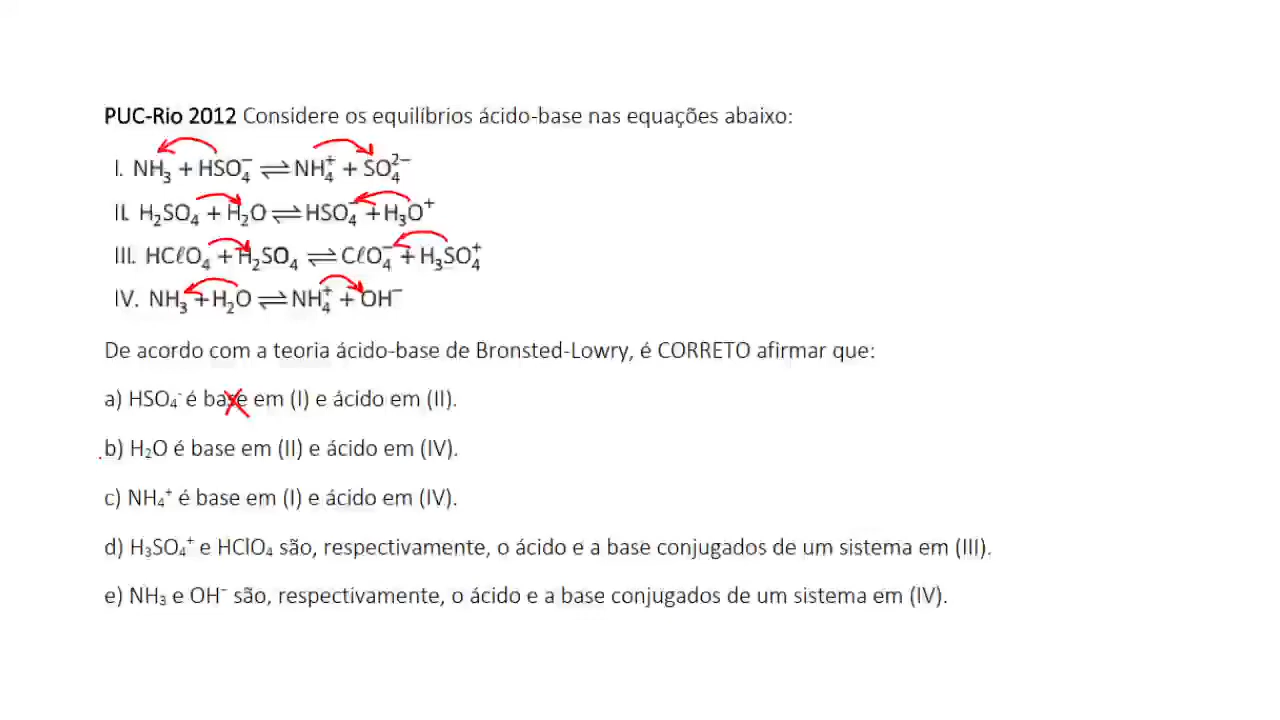 PUC-Rio 2012 Considere os equilíbrios ácido-base nas equações abaixo:
I. NH₃ + HSO₄⁻ ⇌ NH₄⁺ + SO₄²⁻
II. H₂SO₄ + H₂O ⇌ HSO₄⁻ + H₃O⁺
III. HCℓO₄ + H₂SO₄ ⇌ CℓO₄⁻ + H₃SO₄⁺
IV. NH₃ + H₂O ⇌ NH₄⁺ + OH⁻
De acordo com a teoria ácido-base de Bronsted-Lowry, é CORRETO afirmar que:
a) HSO₄⁻ é base em (I) e ácido em (II).
b) H₂O é base em (II) e ácido em (IV).
c) NH₄⁺ é base em (I) e ácido em (IV).
d) H₃SO₄⁺ e HClO₄ são, respectivamente, o ácido e a base conjugados de um sistema em (III).
e) NH₃ e OH⁻ são, respectivamente, o ácido e a base conjugados de um sistema em (IV).